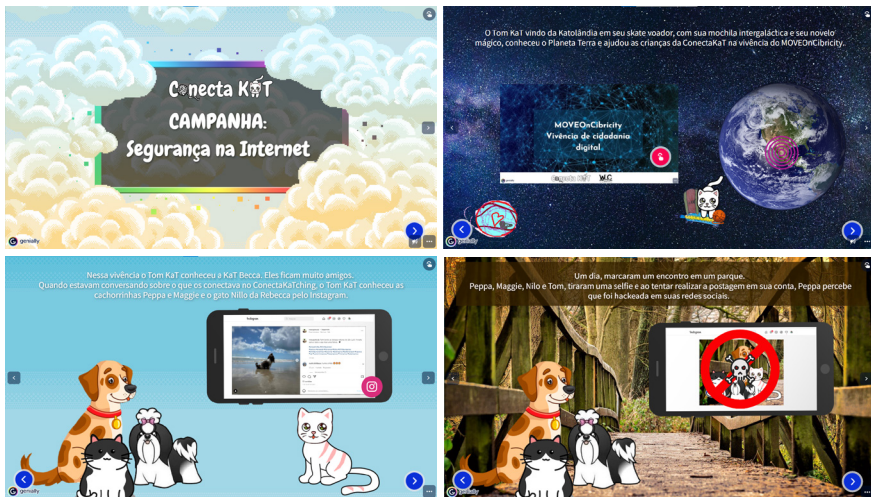 Conecta KAT
CAMPANHA:
Segurança na Internet
genially
O Tom KaT vindo da Katolândia em seu skate voador, com sua mochila intergaláctica e seu novelo
mágico, conheceu o Planeta Terra e ajudou as crianças da ConectaKaT na vivência do MOVEOnCibricity.
MOVEOnCibricity
Vivência de cidadania
digital
Conecta KAT
genially
Nessa vivência o Tom KaT conheceu a KaT Becca. Eles ficam muito amigos.
Quando estavam conversando sobre o que os conectava no ConectaKaTching, o Tom KaT conheceu as
cachorrinhas Peppa e Maggie e o gato Nillo da Rebecca pelo Instagram.
Instagram
genially
Um dia, marcaram um encontro em um parque.
Peppa, Maggie, Nilo e Tom, tiraram uma selfie e ao tentar realizar a postagem em sua conta, Peppa percebe
que foi hackeada em suas redes sociais.
genially